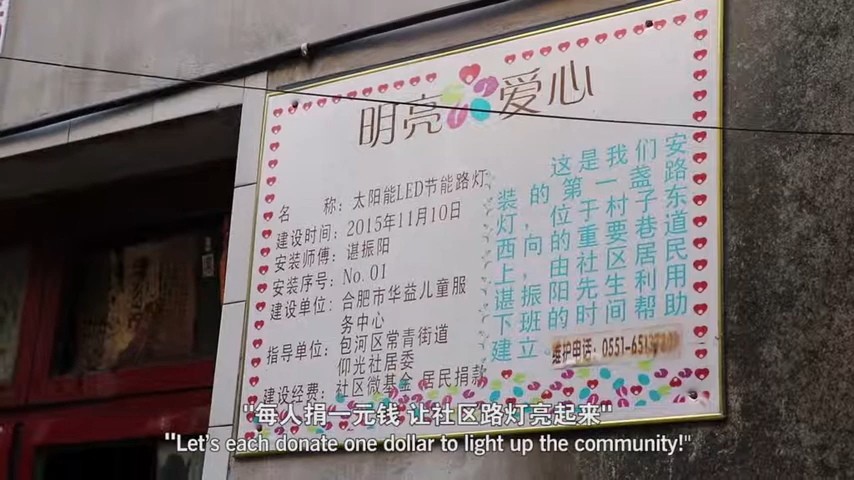 明亮 爱心
名 称: 太阳能LED节能路灯
建设时间: 2015年11月10日
安装师傅: 谌振阳
安装序号: No. 01
建设单位: 合肥市华益儿童服
务中心
指导单位: 包河区常青街道
仰光社居委
建设经费: 社区微基金 居民捐款
这是我们安
装的第一盏路
灯,位于村子东
西向的重要巷道
上,由社区居民
谌振阳先生利用
下班的时间帮助
建立。
维护电话: 0551-651
"每人捐一元钱 让社区路灯亮起来"
"Let's each donate one dollar to light up the community!"